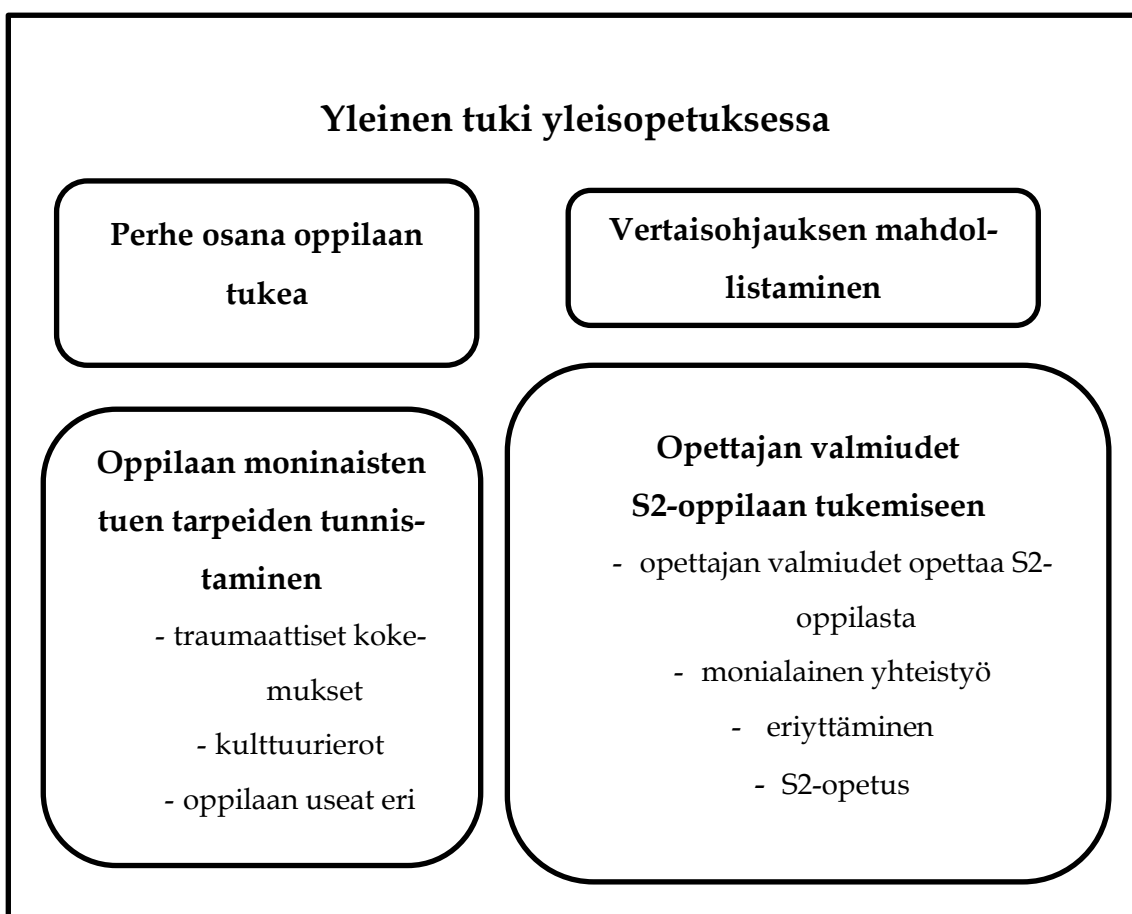 Yleinen tuki yleisopetuksessa
Perhe osana oppilaan
tukea
Vertaisohjauksen mahdol-
listaminen
Oppilaan moninaisten
tuen tarpeiden tunnis-
taminen
- traumaattiset koke-
mukset
- kulttuurierot
- oppilaan useat eri
Opettajan valmiudet
S2-oppilaan tukemiseen
- opettajan valmiudet opettaa S2-
oppilasta
- monialainen yhteistyö
- eriyttäminen
- S2-opetus